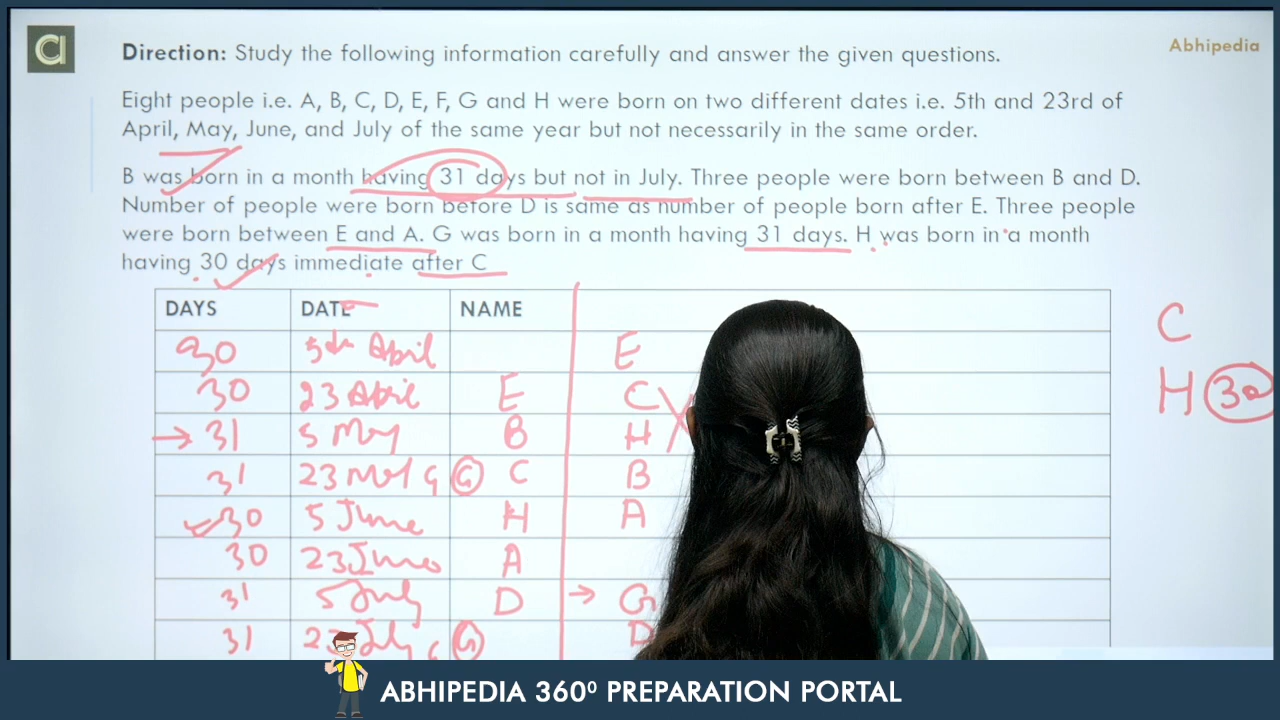 Abhipedia
Direction: Study the following information carefully and answer the given questions.
Eight people i.e. A, B, C, D, E, F, G and H were born on two different dates i.e. 5th and 23rd of
April, May, June, and July of the same year but not necessarily in the same order.
B was born in a month having 31 days but not in July. Three people were born between B and D.
Number of people were born before D is same as number of people born after E. Three people
were born between E and A. G was born in a month having 31 days. H was born in a month
having 30 days immediate after C
DAYS DATE NAME
30 5th April E
30 23 April E C
31 5 May B H
31 23 G C B
30 5 June H A
30 23 June A
31 5 July D G
31 23 July G D
C
H 30
ABHIPEDIA 360⁰ PREPARATION PORTAL